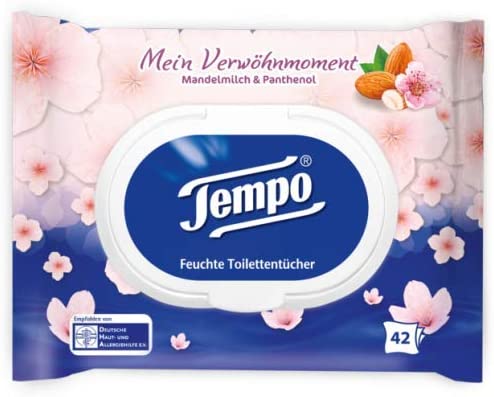 Mein Verwöhnmoment
Mandelmilch & Panthenol
Tempo®
Feuchte Toilettentücher
Empfohlen von
DEUTSCHE
HAUT- UND
ALLERGIEHILFE E.V.
42